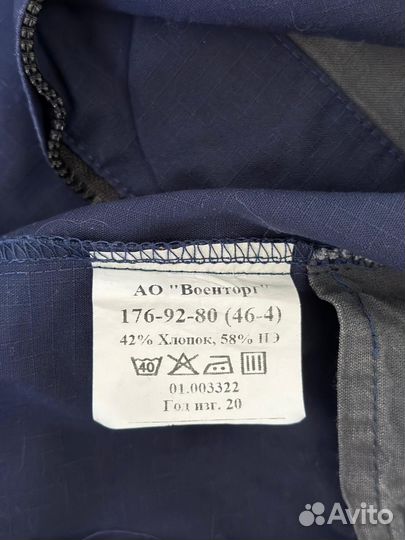 АО "Военторг"
176-92-80 (46-4)
42% Хлопок, 58% ПЭ
40
01.003322
Год изг. 20
Avito